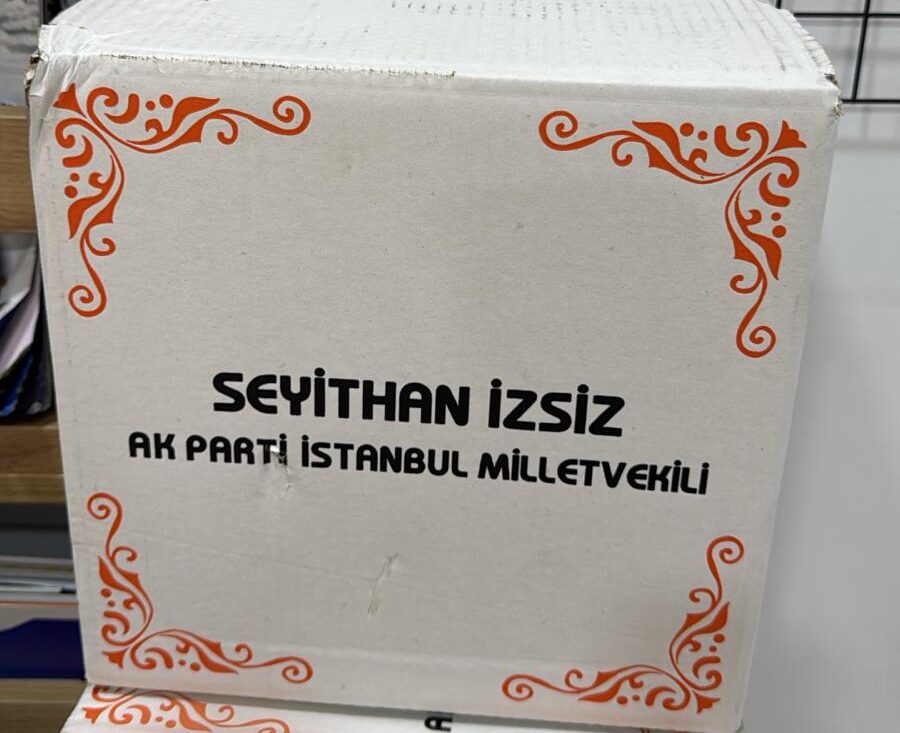 SEYİTHAN İZSİZ
AK PARTİ İSTANBUL MİLLETVEKİLİ